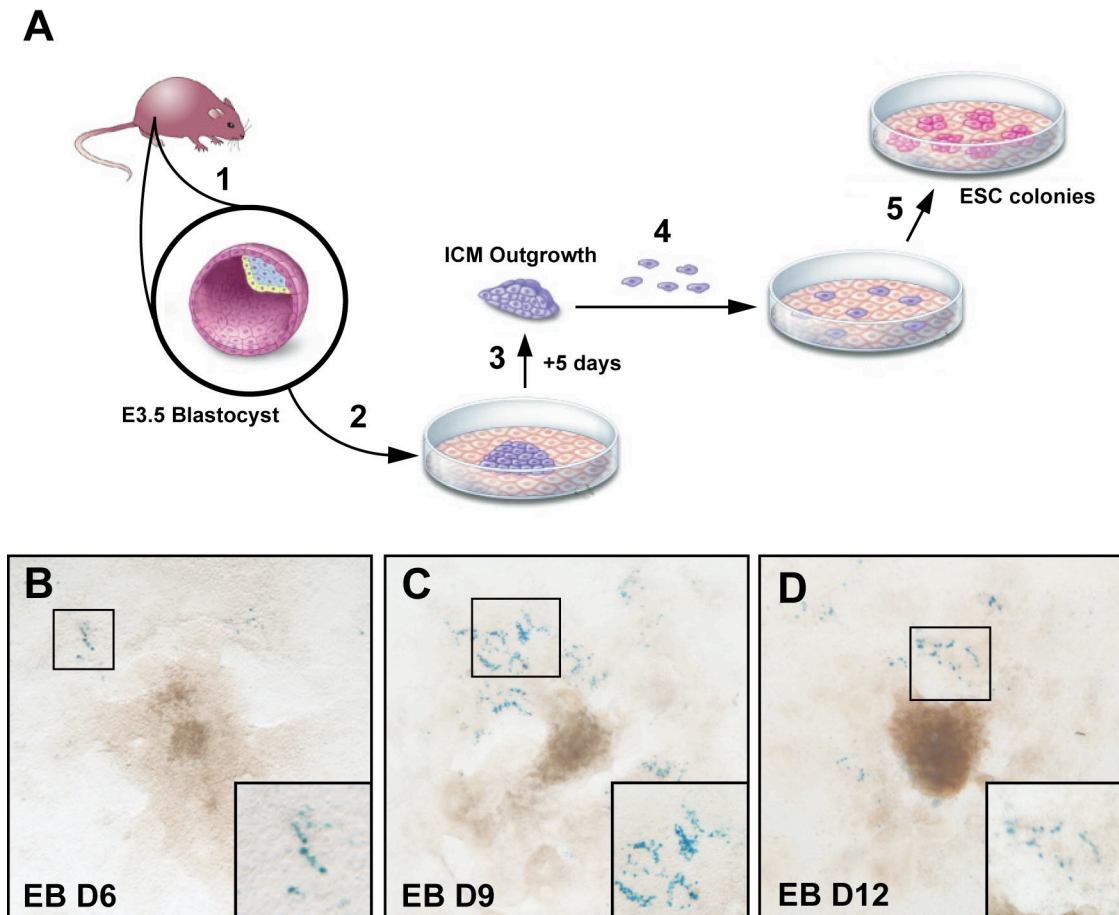 A
1
E3.5 Blastocyst
2
3
+5 days
ICM Outgrowth
4
5
ESC colonies
B
EB D6
C
EB D9
D
EB D12